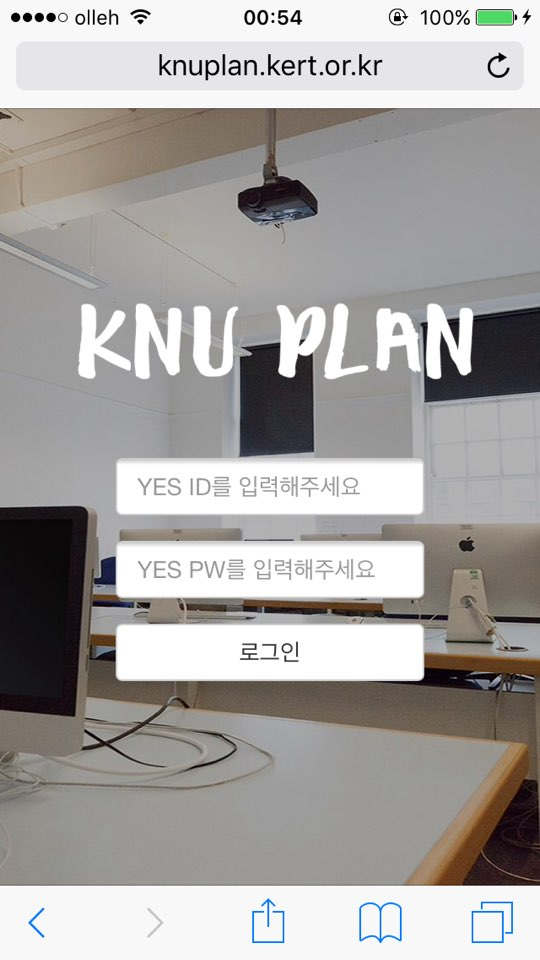 olleh 00:54 100%
knuplan.kert.or.kr
KNU PLAN
YES ID를 입력해주세요
YES PW를 입력해주세요
로그인